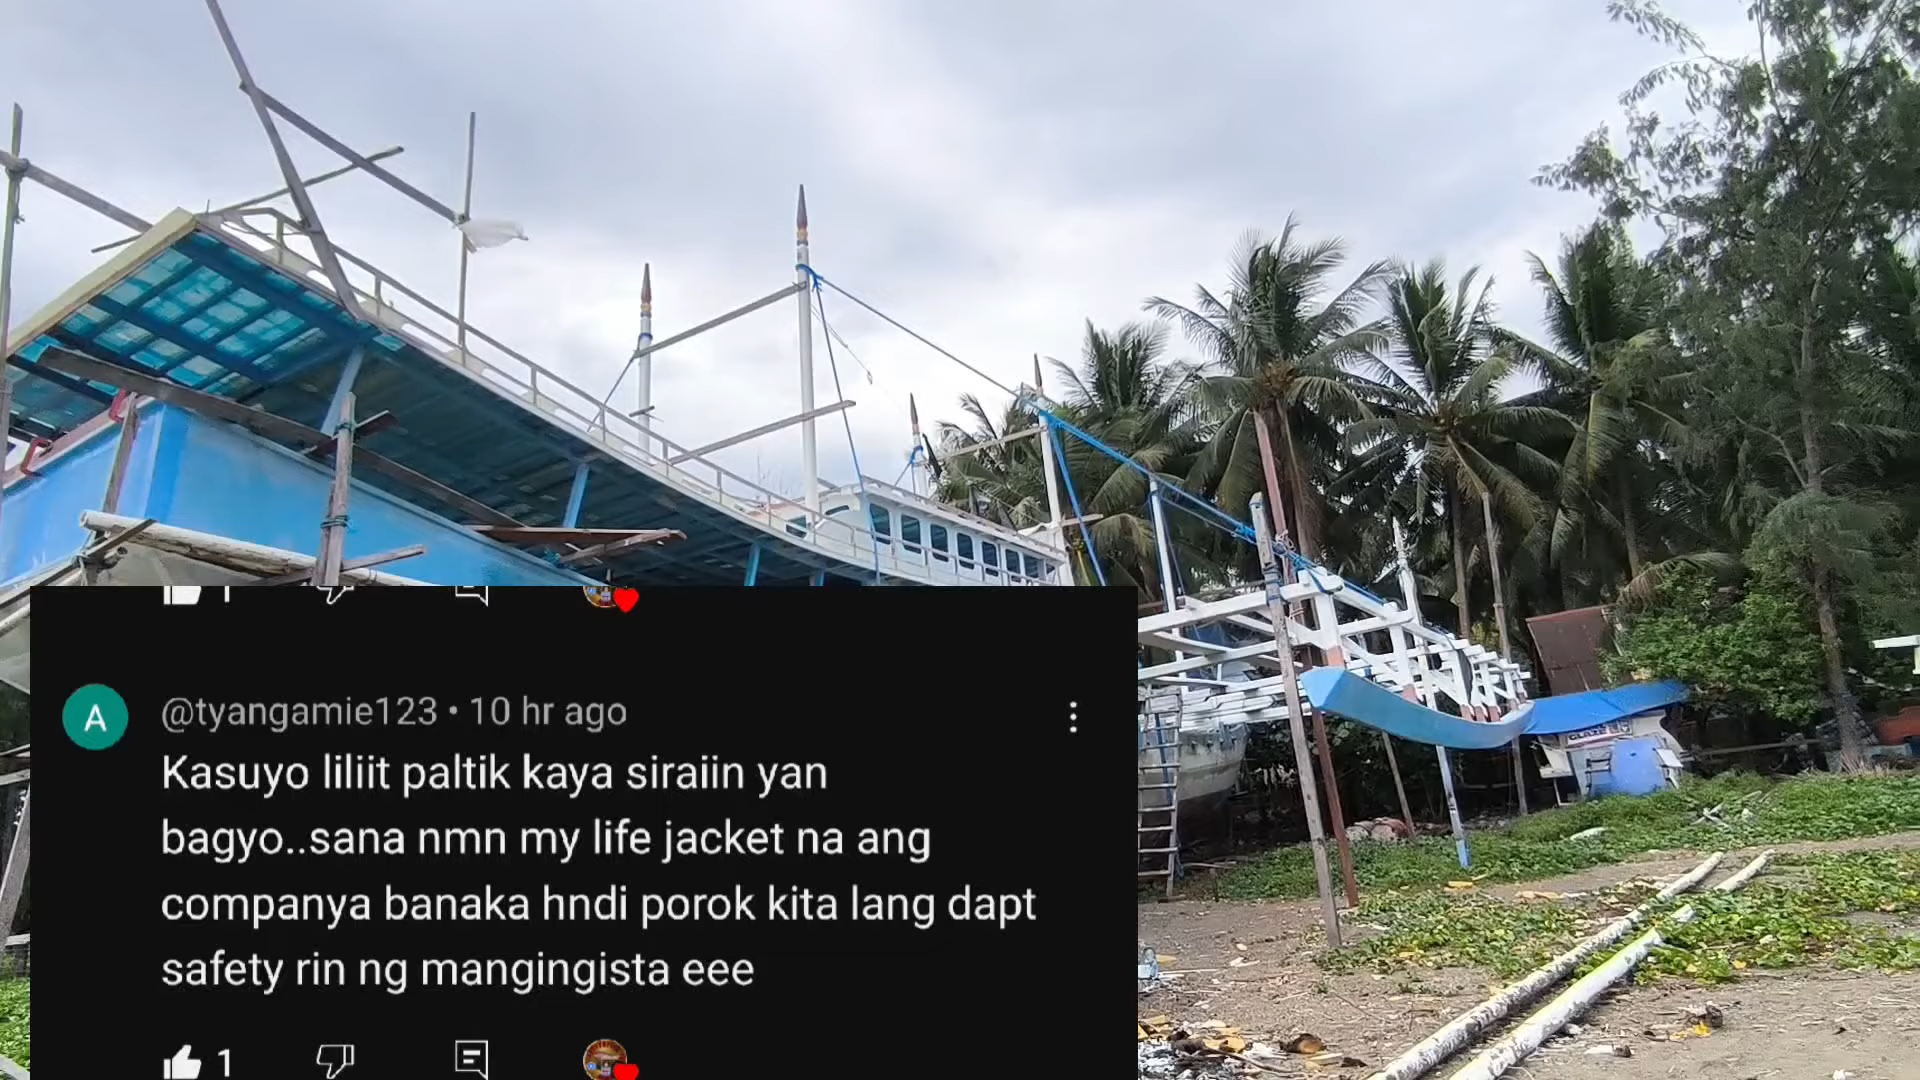 1
A
@tyangamie123 • 10 hr ago
Kasuyo liliit paltik kaya siraiin yan
bagyo..sana nmn my life jacket na ang
companya banaka hndi porok kita lang dapt
safety rin ng mangingista eee
1